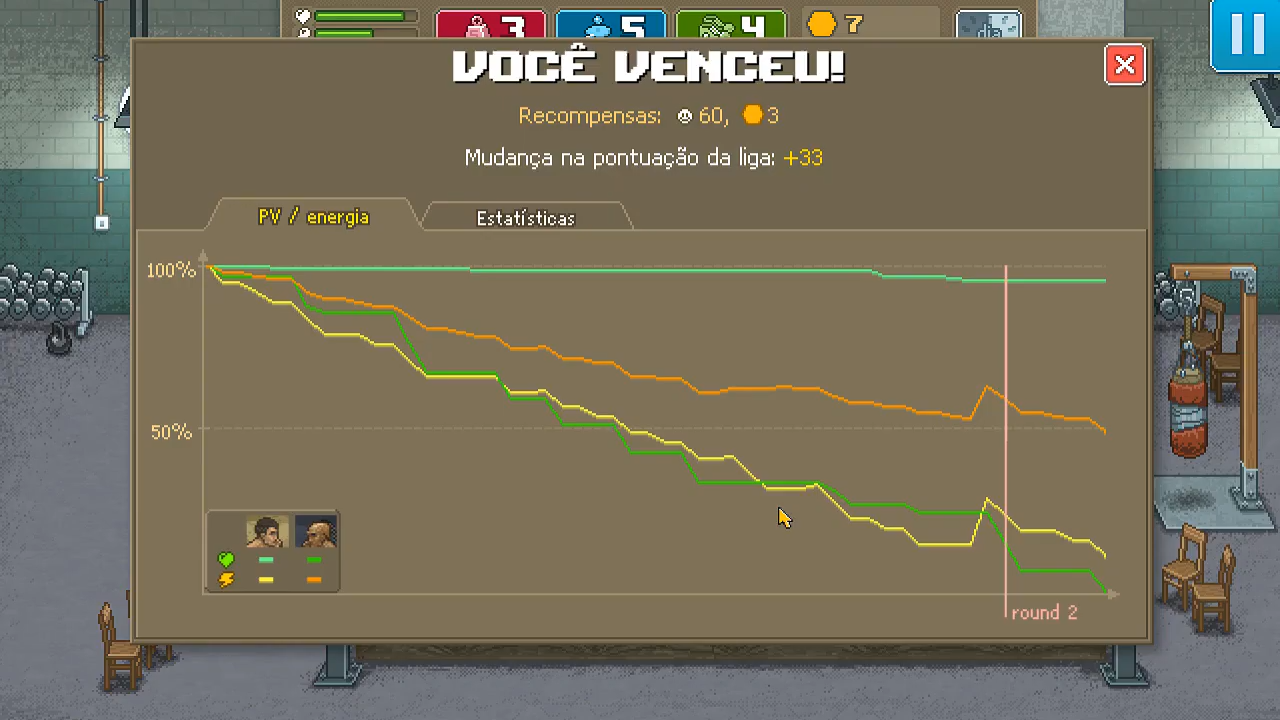 3 5 4 7
VOCÊ VENCEU!
Recompensas: 60, 3
Mudança na pontuação da liga: +33
PV / energia Estatísticas
100%
50%
round 2